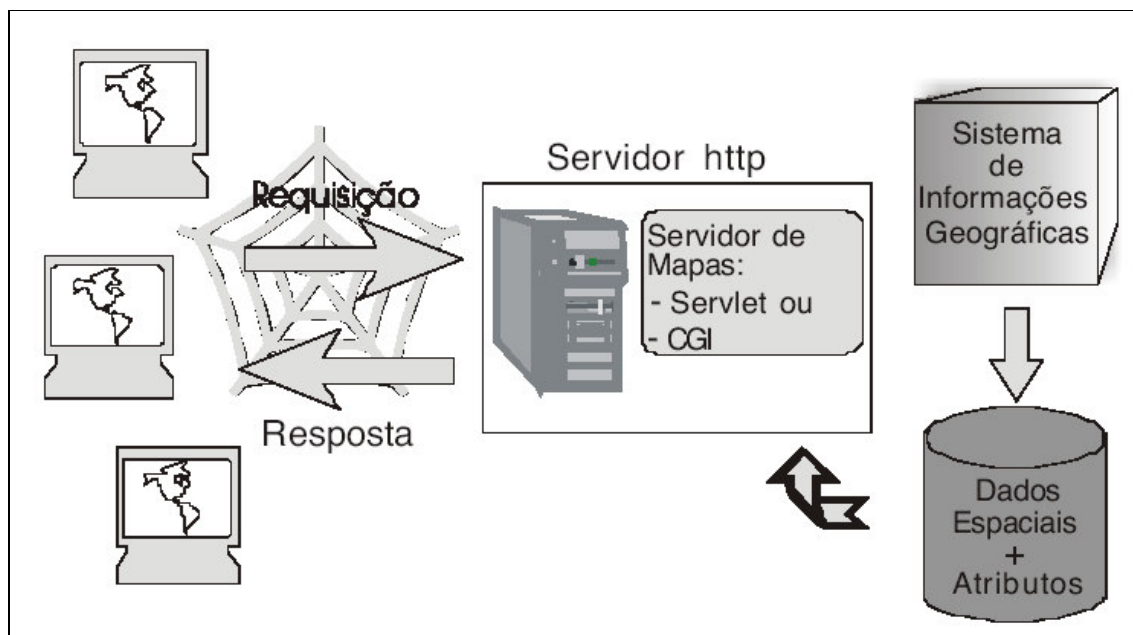 Requisição
Resposta
Servidor http
Servidor de
Mapas:
- Servlet ou
- CGI
Sistema
de
Informações
Geográficas
Dados
Espaciais
+
Atributos